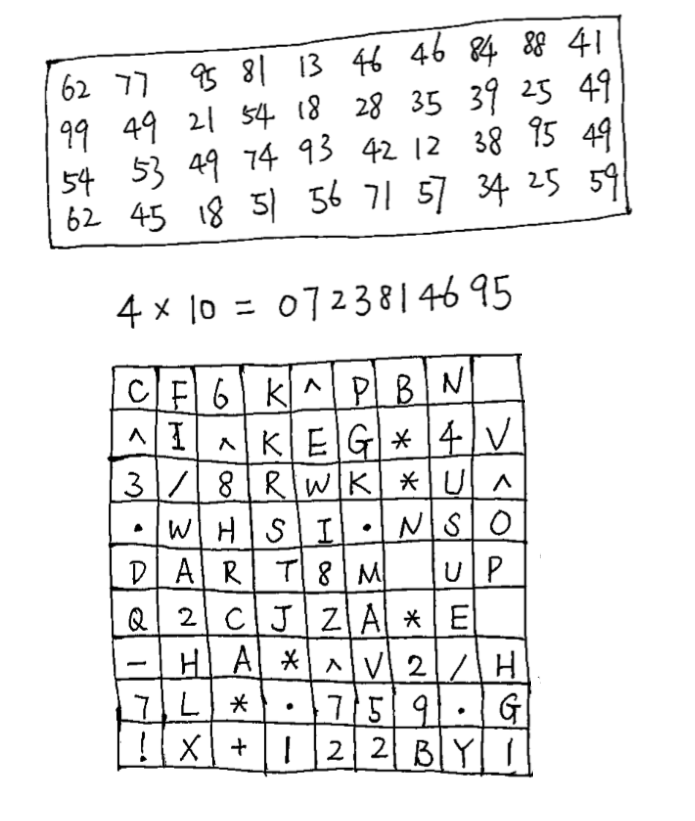 62 77 95 81 13 46 46 84 88 41
99 49 21 54 18 28 35 39 25 49
54 53 49 74 93 42 12 38 95 49
62 45 18 51 56 71 57 34 25 59
4 × 10 = 0723814695
C F 6 K ^ P B N
^ I ^ K E G * 4 V
3 / 8 R W K * U ^
• W H S I • N S O
D A R T 8 M U P
Q 2 C J Z A * E
- H A * ^ V 2 / H
7 L * • 7 5 9 • G
! X + 1 2 2 B Y 1